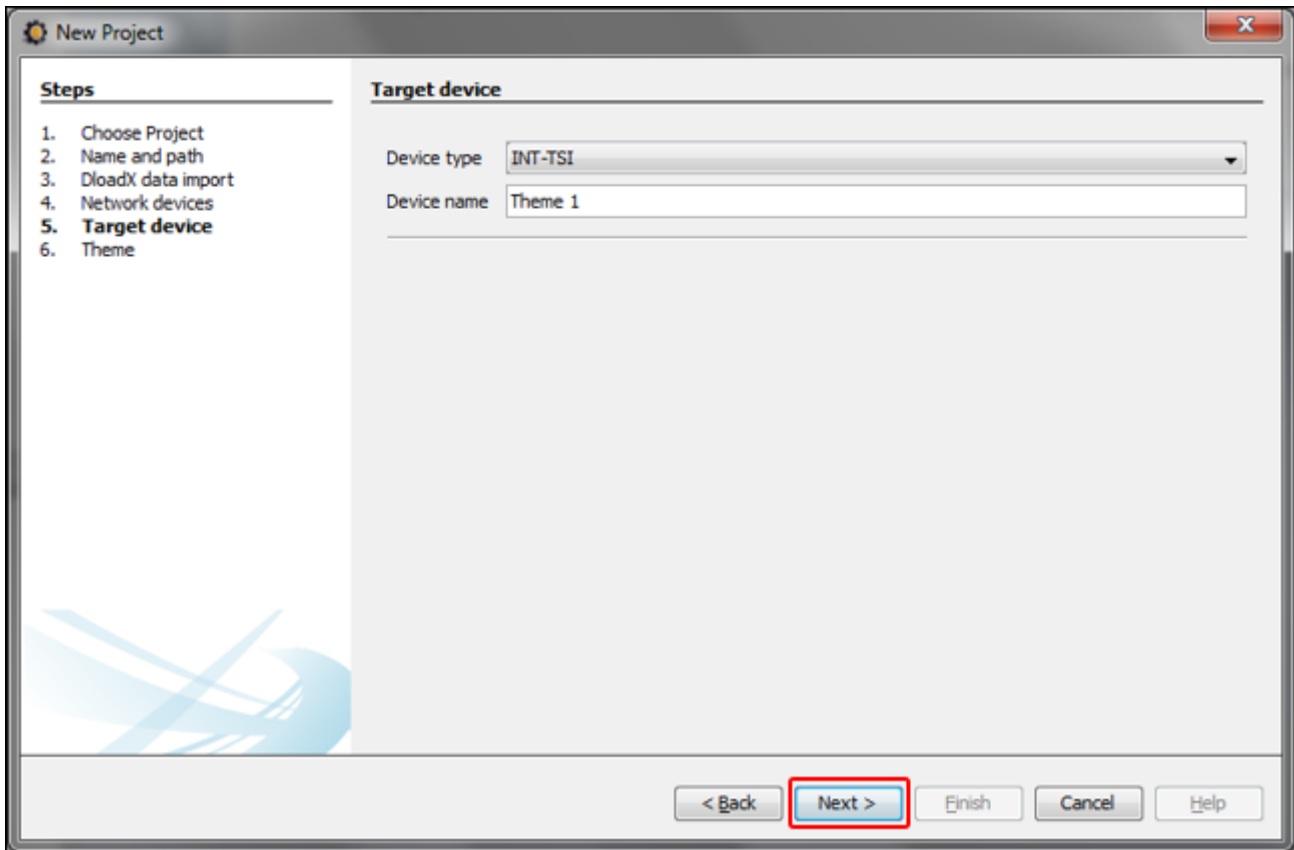 New Project
Steps
1. Choose Project
2. Name and path
3. DloadX data import
4. Network devices
5. Target device
6. Theme
Target device
Device type INT-TSI
Device name Theme 1
< Back Next > Finish Cancel Help